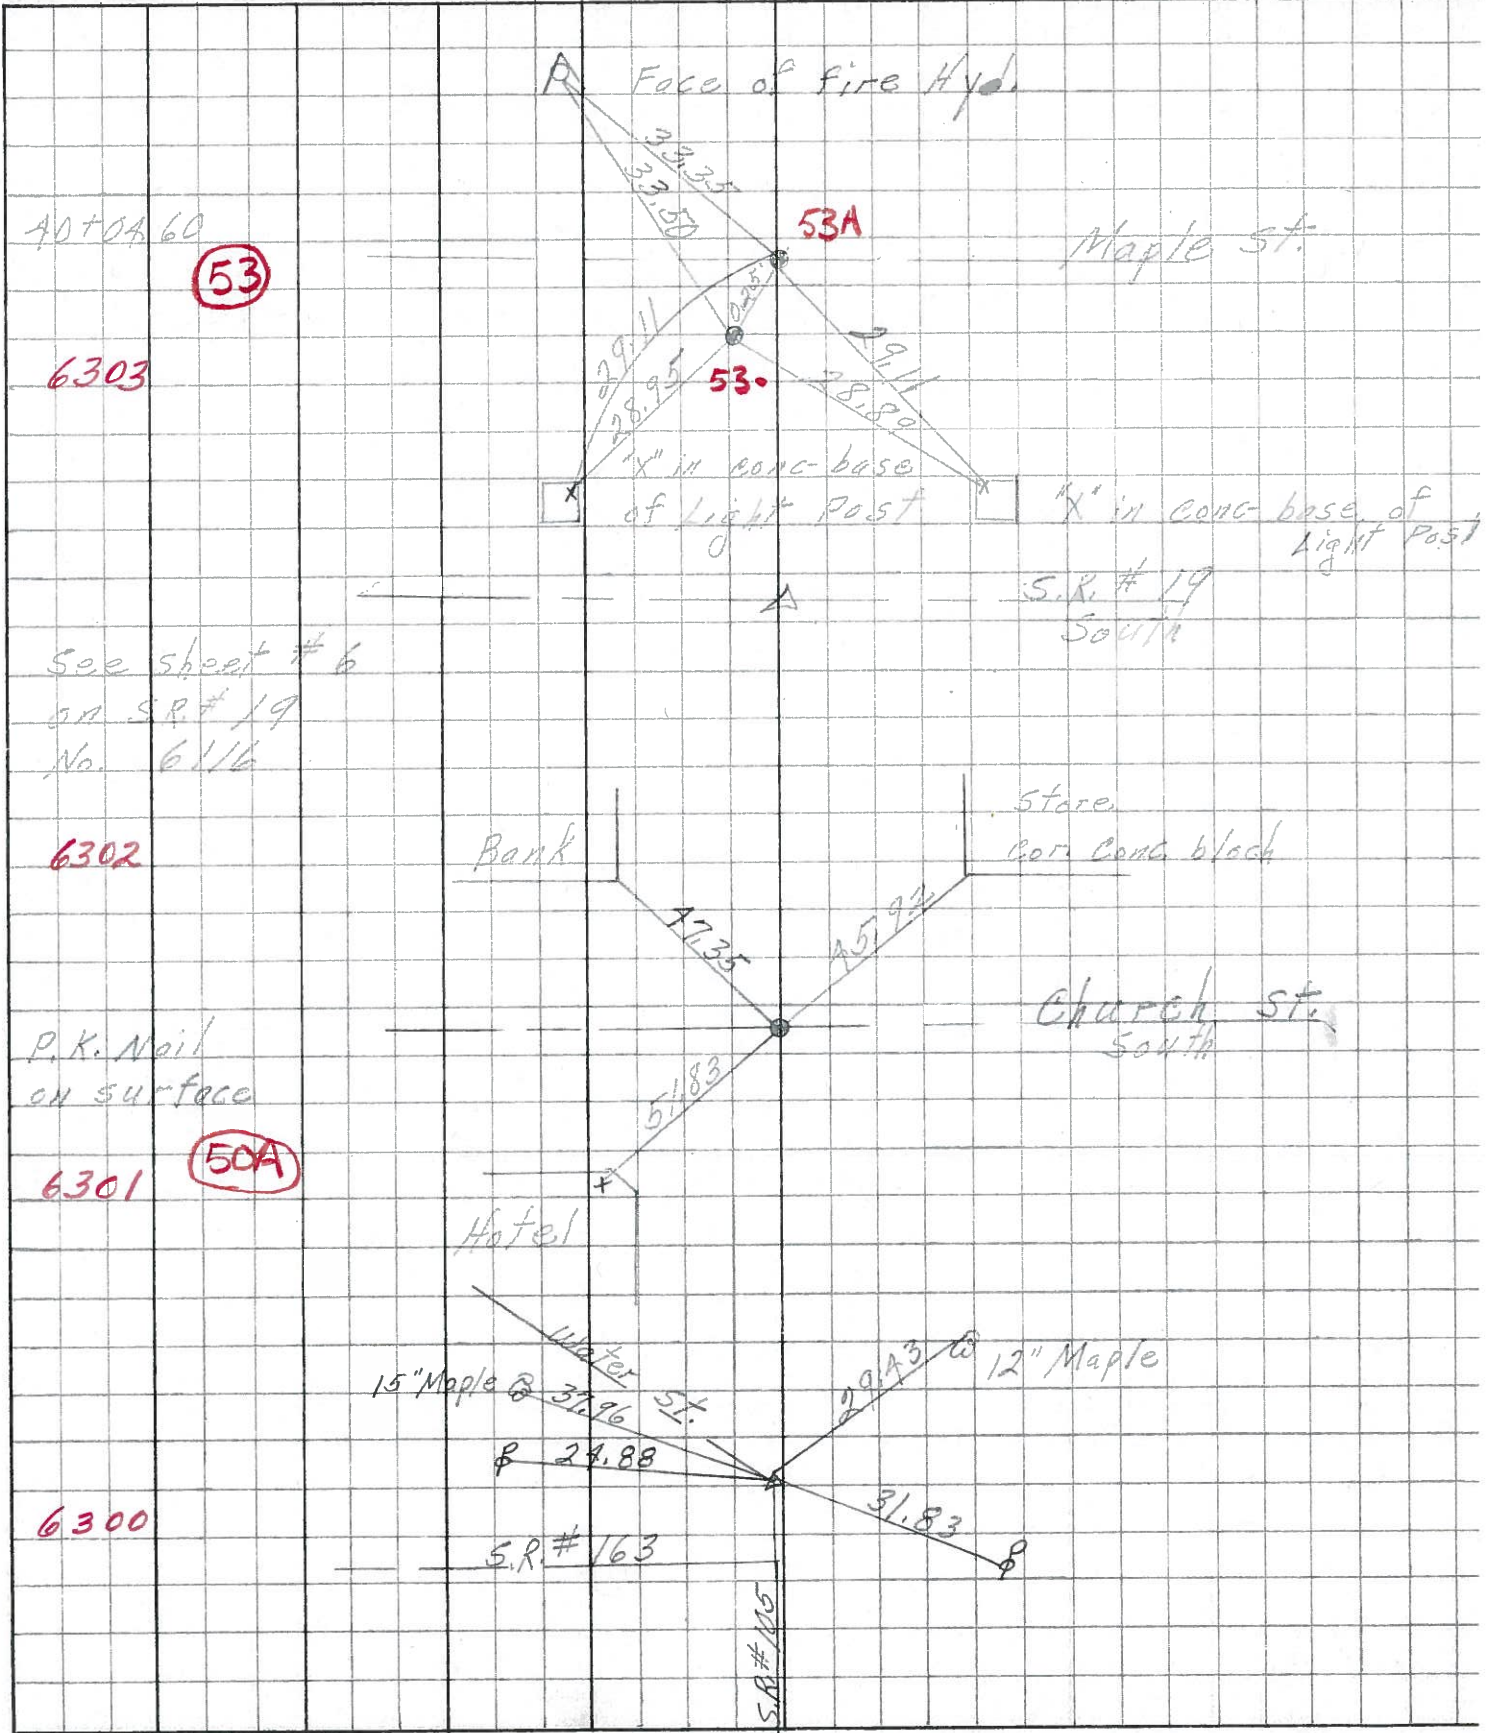 Face of fire Hyd.
33.35
33.50
40+04.60
53A
Maple St.
53
0.265'
29.11
28.95
29.11
28.89
6303
53.
"X" in conc-base
of Light Post
"X" in conc-base of
Light Post
S.R. # 19
South
See sheet # 6
on S.R.# 19
No. 6116
Store
6302
Bank
Cor. Conc. block
47.35
45.97
Church St.
South
P.K. Nail
on surface
51.83
50A
6301
Hotel
Water St.
29.43
12" Maple
15" Maple
37.96
24.88
31.83
6300
S.R. # 163
S.R.# 105